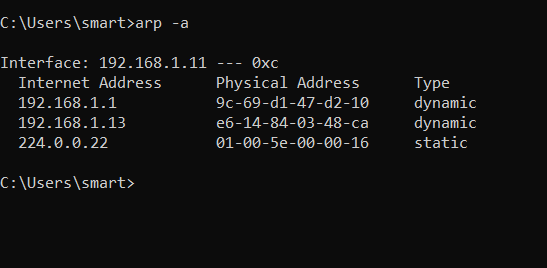 C:\Users\smart>arp -a
Interface: 192.168.1.11 --- 0xc
Internet Address Physical Address Type
192.168.1.1 9c-69-d1-47-d2-10 dynamic
192.168.1.13 e6-14-84-03-48-ca dynamic
224.0.0.22 01-00-5e-00-00-16 static
C:\Users\smart>